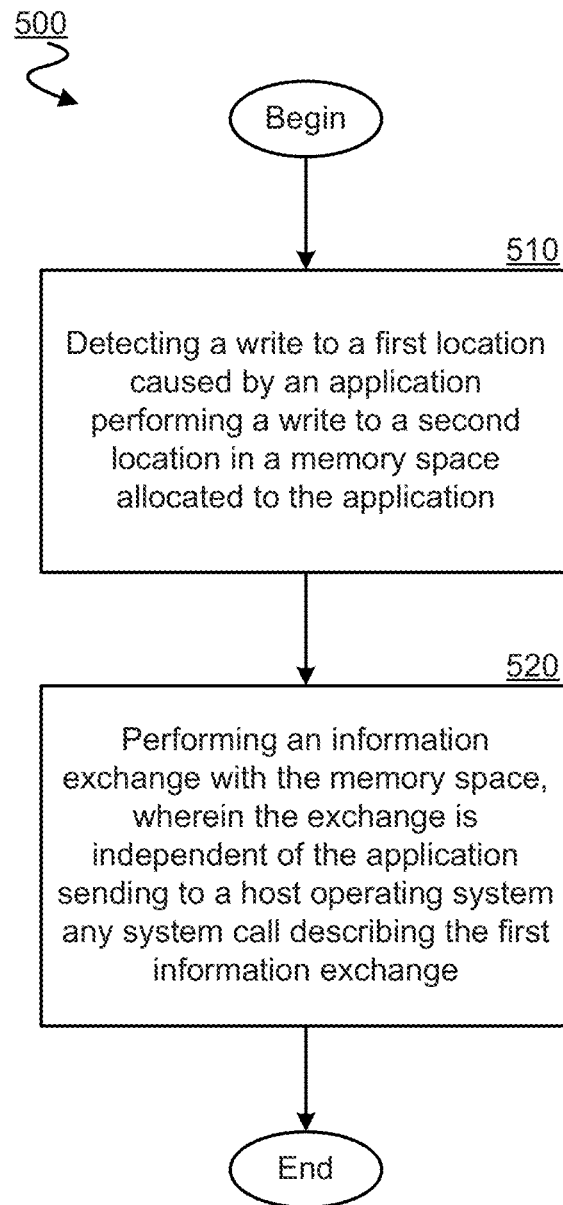 500
Begin
510
Detecting a write to a first location
caused by an application
performing a write to a second
location in a memory space
allocated to the application
520
Performing an information
exchange with the memory space,
wherein the exchange is
independent of the application
sending to a host operating system
any system call describing the first
information exchange
End